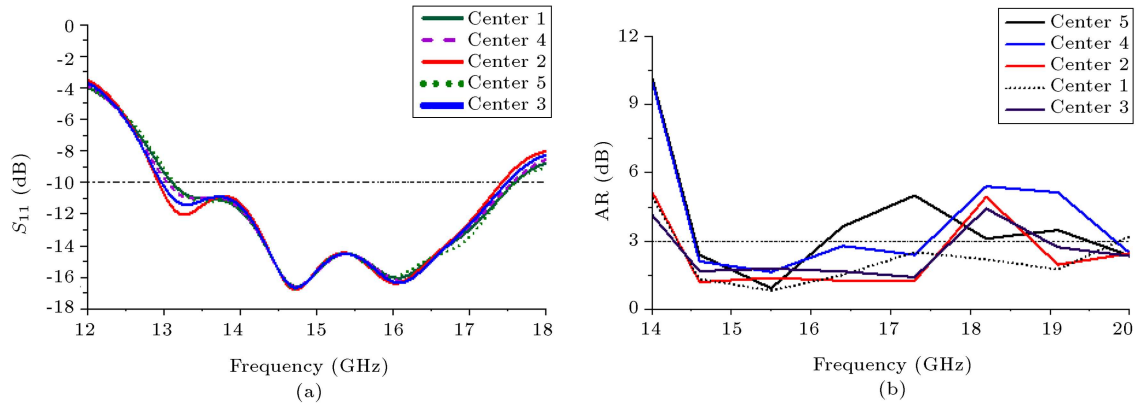 0
-2
-4
-6
-8
-10
-12
-14
-16
-18
S11 (dB)
12
13
14
15
16
17
18
Frequency (GHz)
(a)
Center 1
Center 4
Center 2
Center 5
Center 3
12
9
6
3
0
AR (dB)
14
15
16
17
18
19
20
Frequency (GHz)
(b)
Center 5
Center 4
Center 2
Center 1
Center 3